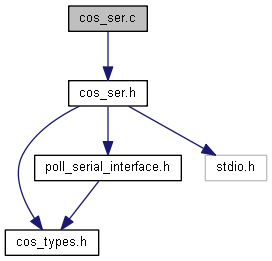 cos_ser.c
cos_ser.h
poll_serial_interface.h
stdio.h
cos_types.h